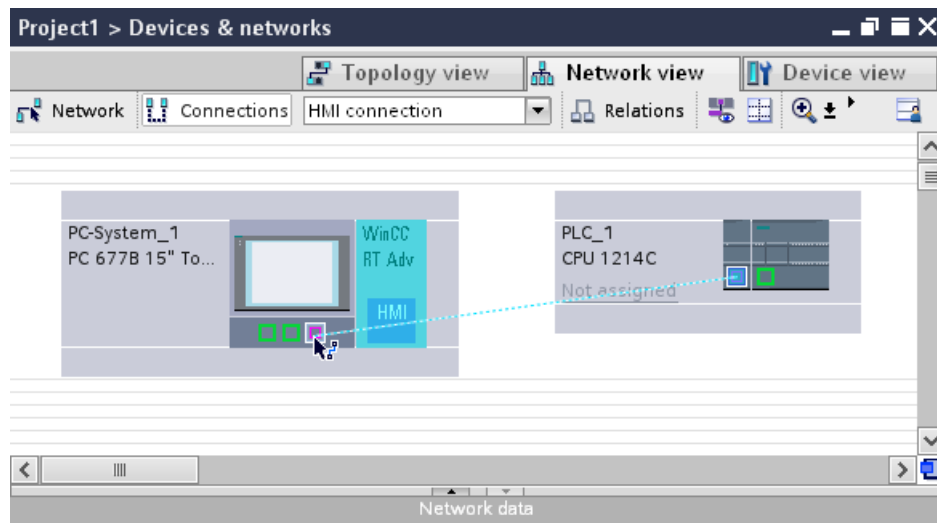 Project1 > Devices & networks
Topology view
Network view
Device view
Network
Connections
HMI connection
Relations
PC-System_1
PC 677B 15" To...
WinCC
RT Adv
HMI
PLC_1
CPU 1214C
Not assigned
Network data